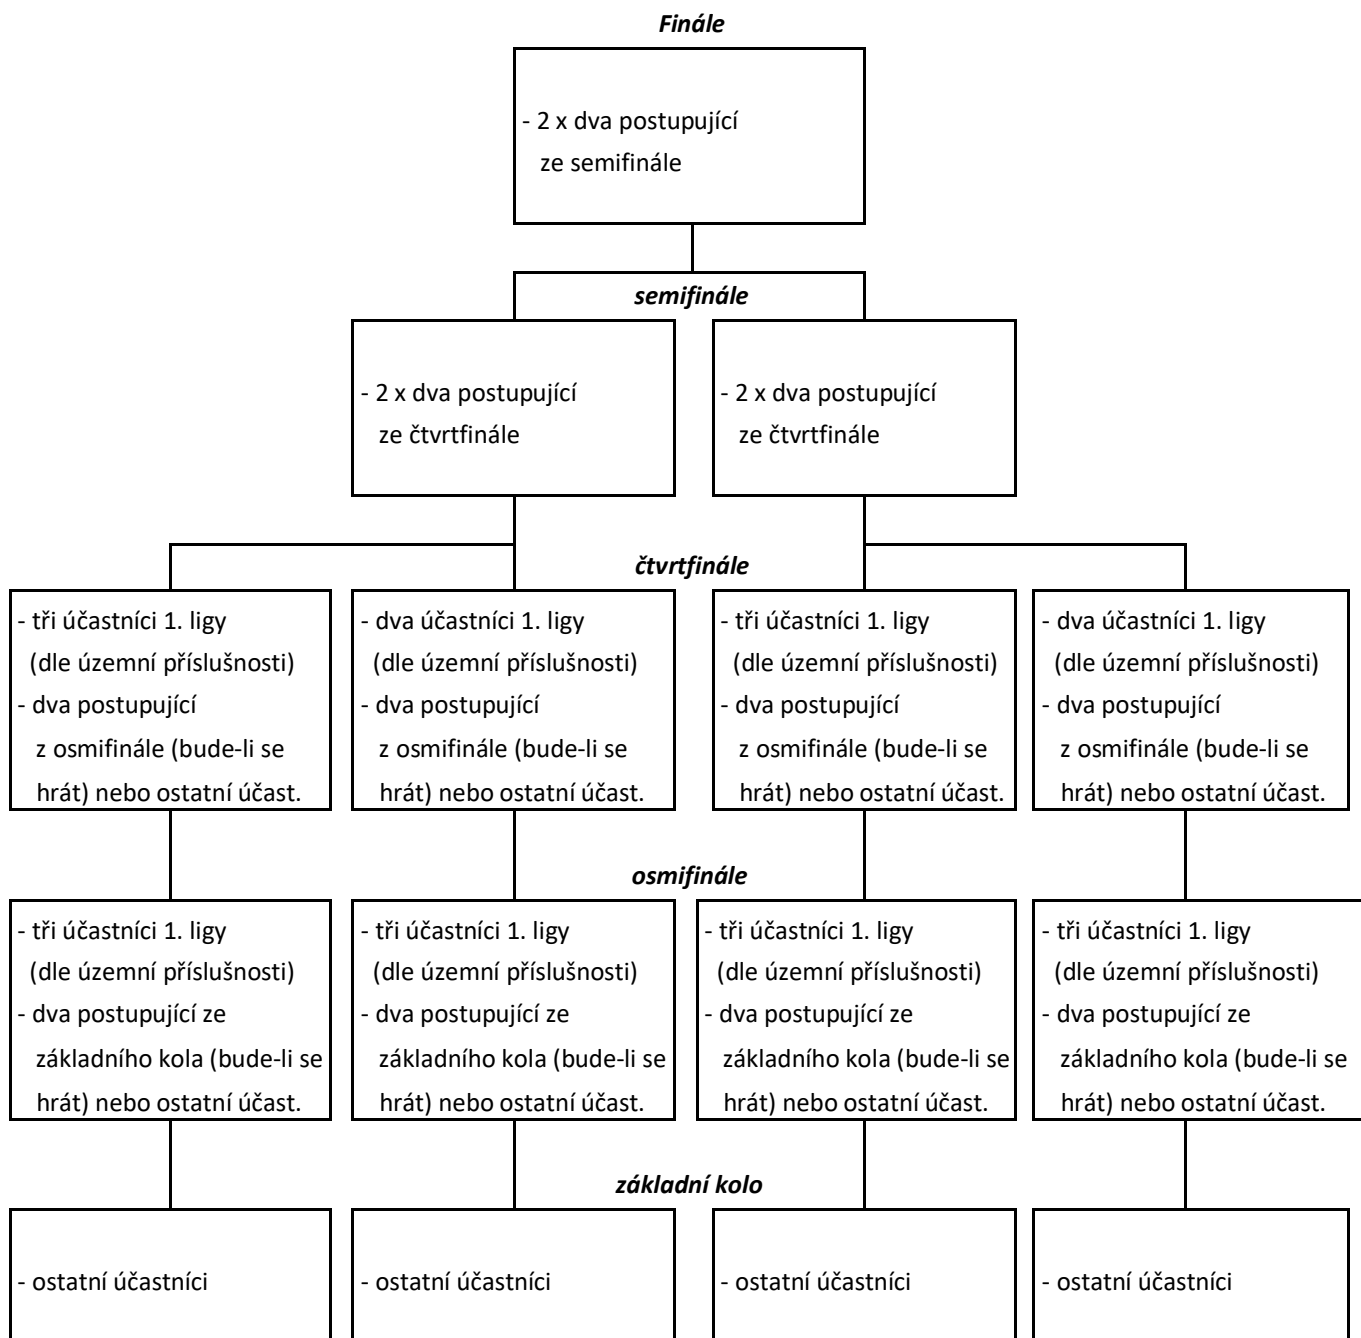 Finále
- 2 x dva postupující
ze semifinále
semifinále
- 2 x dva postupující
ze čtvrtfinále
- 2 x dva postupující
ze čtvrtfinále
čtvrtfinále
- tři účastníci 1. ligy
(dle územní příslušnosti)
- dva postupující
z osmifinále (bude-li se
hrát) nebo ostatní účast.
- dva účastníci 1. ligy
(dle územní příslušnosti)
- dva postupující
z osmifinále (bude-li se
hrát) nebo ostatní účast.
- tři účastníci 1. ligy
(dle územní příslušnosti)
- dva postupující
z osmifinále (bude-li se
hrát) nebo ostatní účast.
- dva účastníci 1. ligy
(dle územní příslušnosti)
- dva postupující
z osmifinále (bude-li se
hrát) nebo ostatní účast.
osmifinále
- tři účastníci 1. ligy
(dle územní příslušnosti)
- dva postupující ze
základního kola (bude-li se
hrát) nebo ostatní účast.
- tři účastníci 1. ligy
(dle územní příslušnosti)
- dva postupující ze
základního kola (bude-li se
hrát) nebo ostatní účast.
- tři účastníci 1. ligy
(dle územní příslušnosti)
- dva postupující ze
základního kola (bude-li se
hrát) nebo ostatní účast.
- tři účastníci 1. ligy
(dle územní příslušnosti)
- dva postupující ze
základního kola (bude-li se
hrát) nebo ostatní účast.
základní kolo
- ostatní účastníci
- ostatní účastníci
- ostatní účastníci
- ostatní účastníci